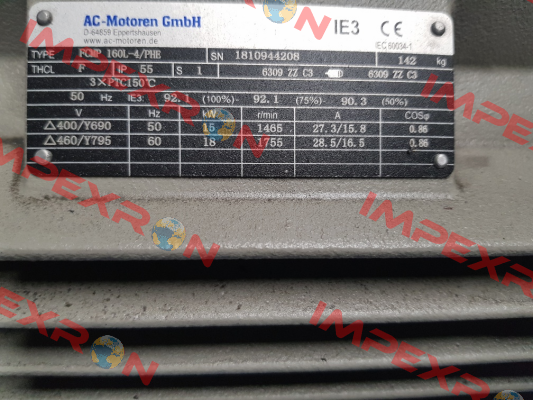 AC-Motoren GmbH
D-64859 Eppertshausen
www.ac-motoren.de
IE3 CE
IEC 60034-1
TYPE FCMP 160L-4/PHE SN 1810944208 142 kg
THCL F IP 55 S 1 6309 ZZ C3 6309 ZZ C3
3×PTC150℃
50 Hz IE3: 92.1 (100%)- 92.1 (75%)- 90.3 (50%)
V Hz kW r/min A COSφ
△400/Y690 50 15 1465 27.3/15.8 0.86
△460/Y795 60 18 1755 28.5/16.5 0.86
IMPEXRON
IMPEXRON
IMPEXRON
IMPEXRON
IMPEXRON